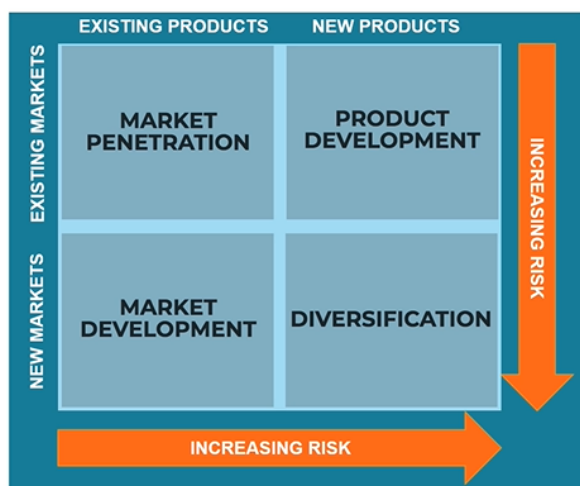 EXISTING PRODUCTS
NEW PRODUCTS
EXISTING MARKETS
MARKET
PENETRATION
PRODUCT
DEVELOPMENT
NEW MARKETS
MARKET
DEVELOPMENT
DIVERSIFICATION
INCREASING RISK
INCREASING RISK